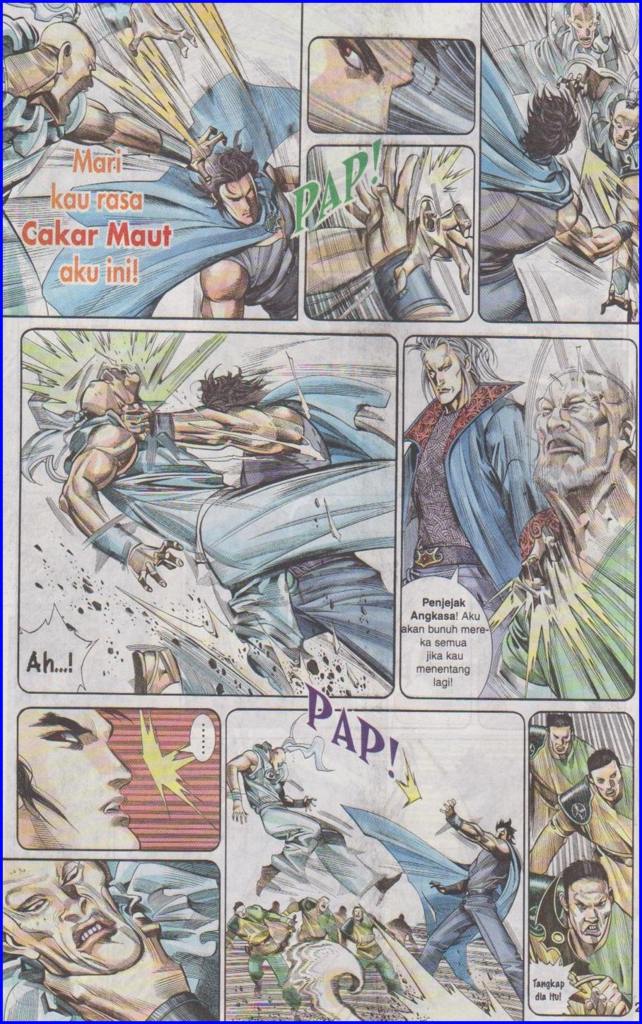 Mari
kau rasa
Cakar Maut
aku ini!
PAP!
Ah...!
Penjejak
Angkasa! Aku
akan bunuh mere-
ka semua
jika kau
menentang
lagi!
......
PAP!
Tangkap
dia itu!